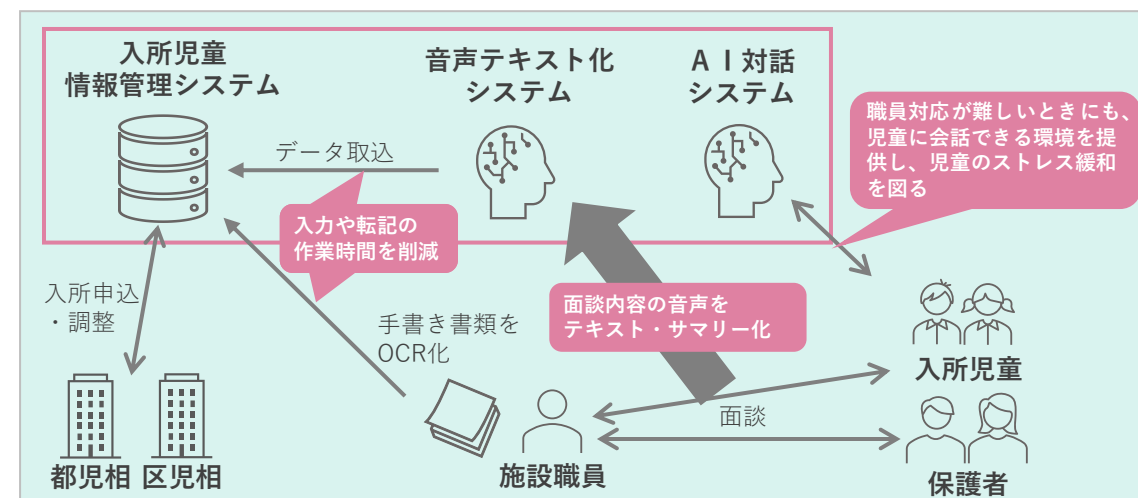 入所児童
情報管理システム
音声テキスト化
システム
ＡＩ対話
システム
職員対応が難しいときにも、
児童に会話できる環境を提
供し、児童のストレス緩和
を図る
データ取込
入力や転記の
作業時間を削減
入所申込
・調整
手書き書類を
OCR化
面談内容の音声を
テキスト・サマリー化
入所児童
面談
都児相
区児相
施設職員
保護者